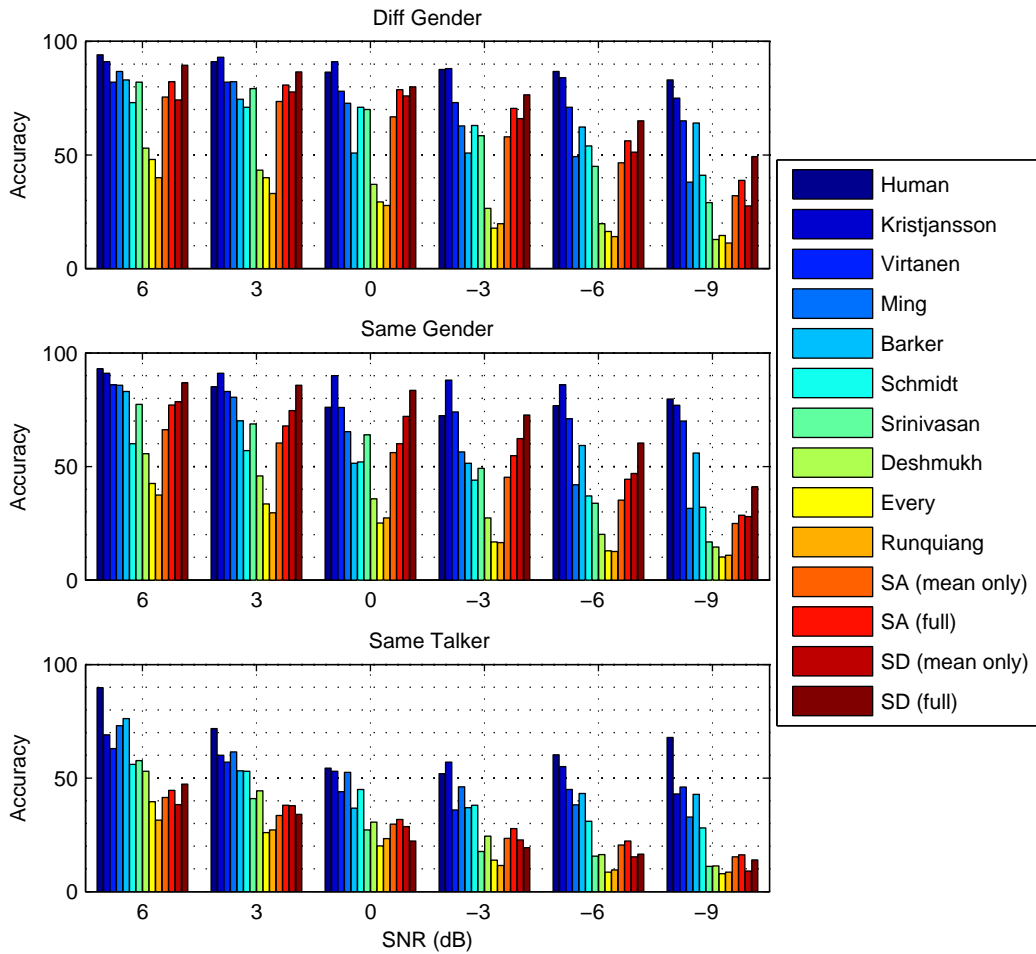 Diff Gender
100
50
0
Accuracy
6 3 0 −3 −6 −9
Same Gender
100
50
0
Accuracy
6 3 0 −3 −6 −9
Same Talker
100
50
0
Accuracy
6 3 0 −3 −6 −9
SNR (dB)
Human
Kristjansson
Virtanen
Ming
Barker
Schmidt
Srinivasan
Deshmukh
Every
Runquiang
SA (mean only)
SA (full)
SD (mean only)
SD (full)